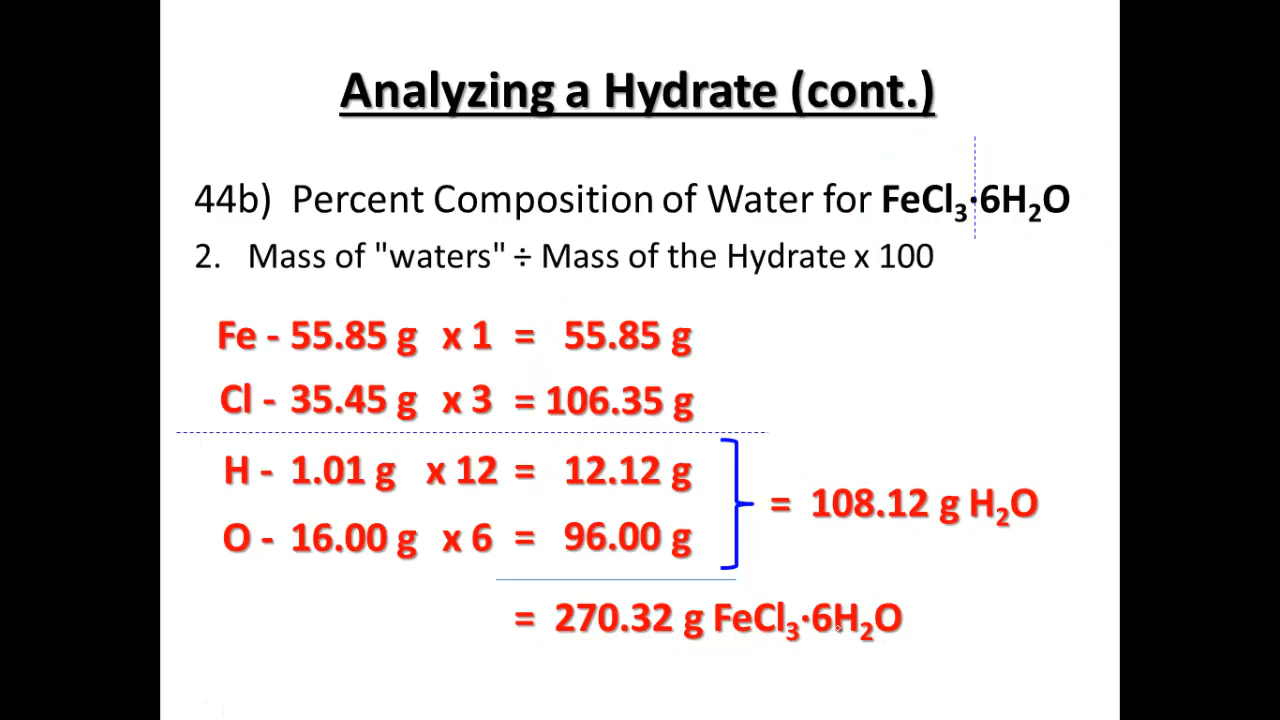 Analyzing a Hydrate (cont.)
44b) Percent Composition of Water for FeCl₃·6H₂O
2. Mass of "waters" ÷ Mass of the Hydrate x 100
Fe - 55.85 g x 1 = 55.85 g
Cl - 35.45 g x 3 = 106.35 g
H - 1.01 g x 12 = 12.12 g
= 108.12 g H₂O
O - 16.00 g x 6 = 96.00 g
= 270.32 g FeCl₃·6H₂O